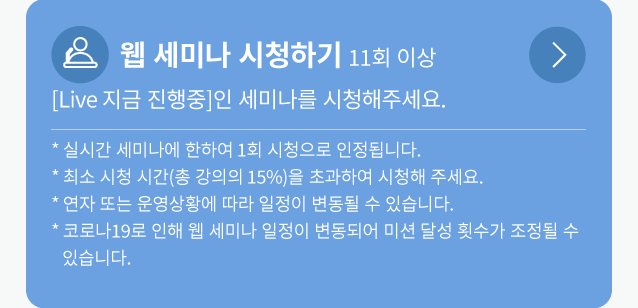 웹 세미나 시청하기 11회 이상
[Live 지금 진행중]인 세미나를 시청해주세요.
* 실시간 세미나에 한하여 1회 시청으로 인정됩니다.
* 최소 시청 시간(총 강의의 15%)을 초과하여 시청해 주세요.
* 연자 또는 운영상황에 따라 일정이 변동될 수 있습니다.
* 코로나19로 인해 웹 세미나 일정이 변동되어 미션 달성 횟수가 조정될 수
있습니다.